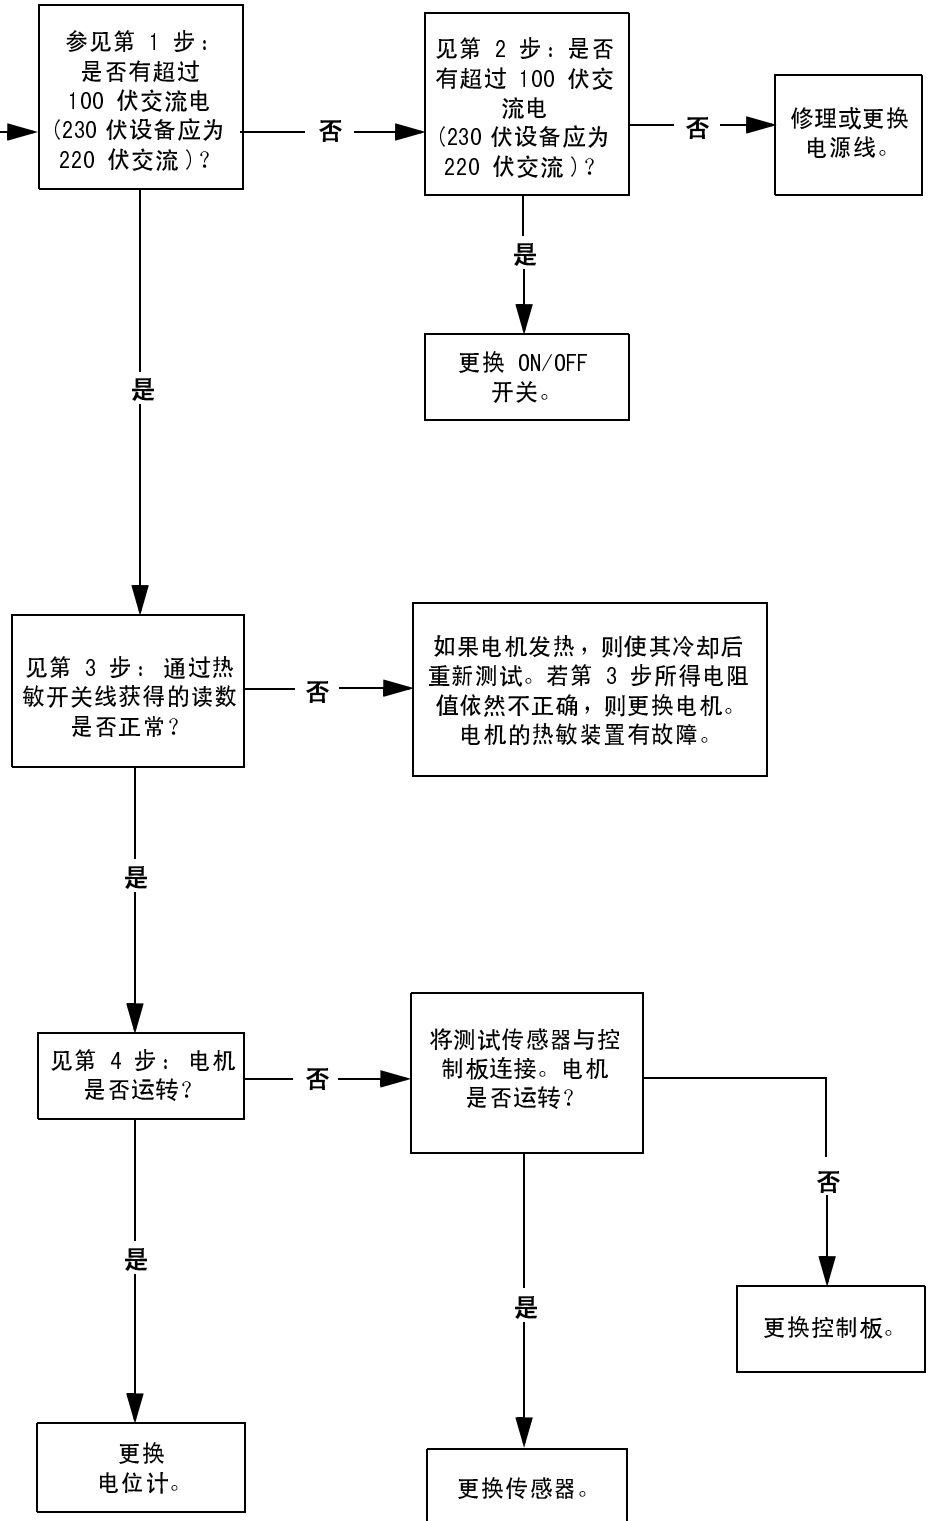 参见第 1 步：
是否有超过
100 伏交流电
(230 伏设备应为
220 伏交流)？
否
见第 2 步：是否
有超过 100 伏交
流电
(230 伏设备应为
220 伏交流)？
否
修理或更换
电源线。
是
更换 ON/OFF
开关。
是
见第 3 步：通过热
敏开关线获得的读数
是否正常？
否
如果电机发热，则使其冷却后
重新测试。若第 3 步所得电阻
值依然不正确，则更换电机。
电机的热敏装置有故障。
是
见第 4 步：电机
是否运转？
否
将测试传感器与控
制板连接。电机
是否运转？
否
更换控制板。
是
更换传感器。
是
更换
电位计。